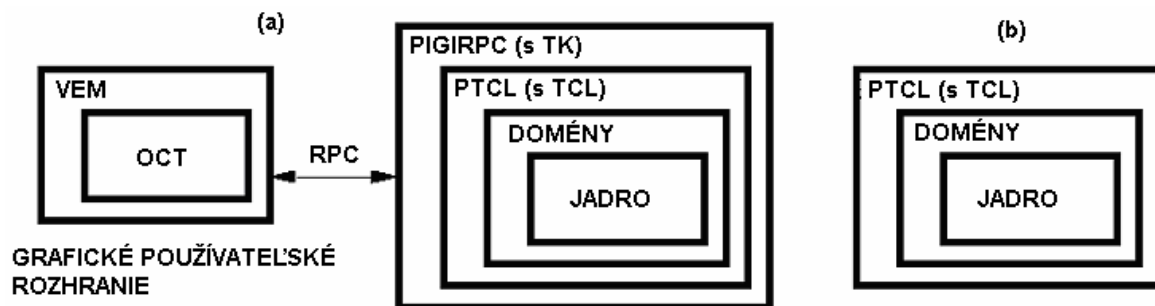 (a)
VEM
OCT
GRAFICKÉ POUŽÍVATEĽSKÉ
ROZHRANIE
RPC
PIGIRPC (s TK)
PTCL (s TCL)
DOMÉNY
JADRO
(b)
PTCL (s TCL)
DOMÉNY
JADRO